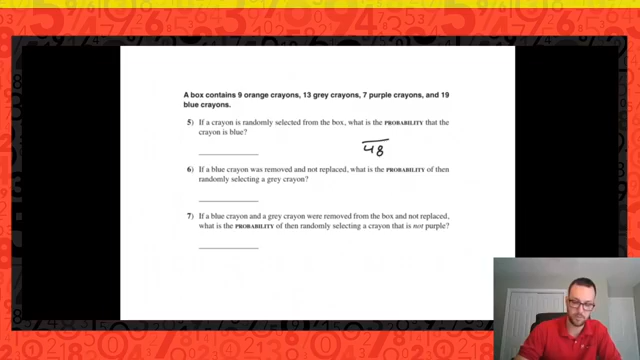 A box contains 9 orange crayons, 13 grey crayons, 7 purple crayons, and 19
blue crayons.
5) If a crayon is randomly selected from the box, what is the PROBABILITY that the
crayon is blue?
48
6) If a blue crayon was removed and not replaced, what is the PROBABILITY of then
randomly selecting a grey crayon?
7) If a blue crayon and a grey crayon were removed from the box and not replaced,
what is the PROBABILITY of then randomly selecting a crayon that is not purple?